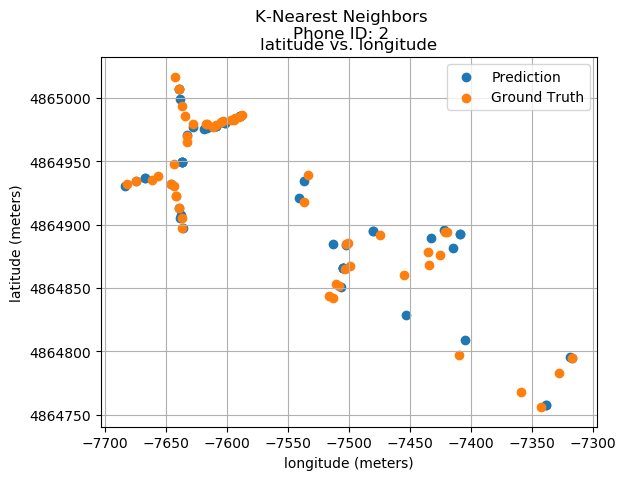 K-Nearest Neighbors
Phone ID: 2
latitude vs. longitude
Prediction
Ground Truth
4865000
4864950
4864900
4864850
4864800
4864750
latitude (meters)
−7700 −7650 −7600 −7550 −7500 −7450 −7400 −7350 −7300
longitude (meters)